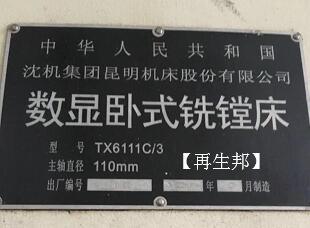 中华人民共和国
沈机集团昆明机床股份有限公司
数显卧式铣镗床
型号 TX6111C/3
主轴直径 110mm
【再生邦】
出厂编号 月制造